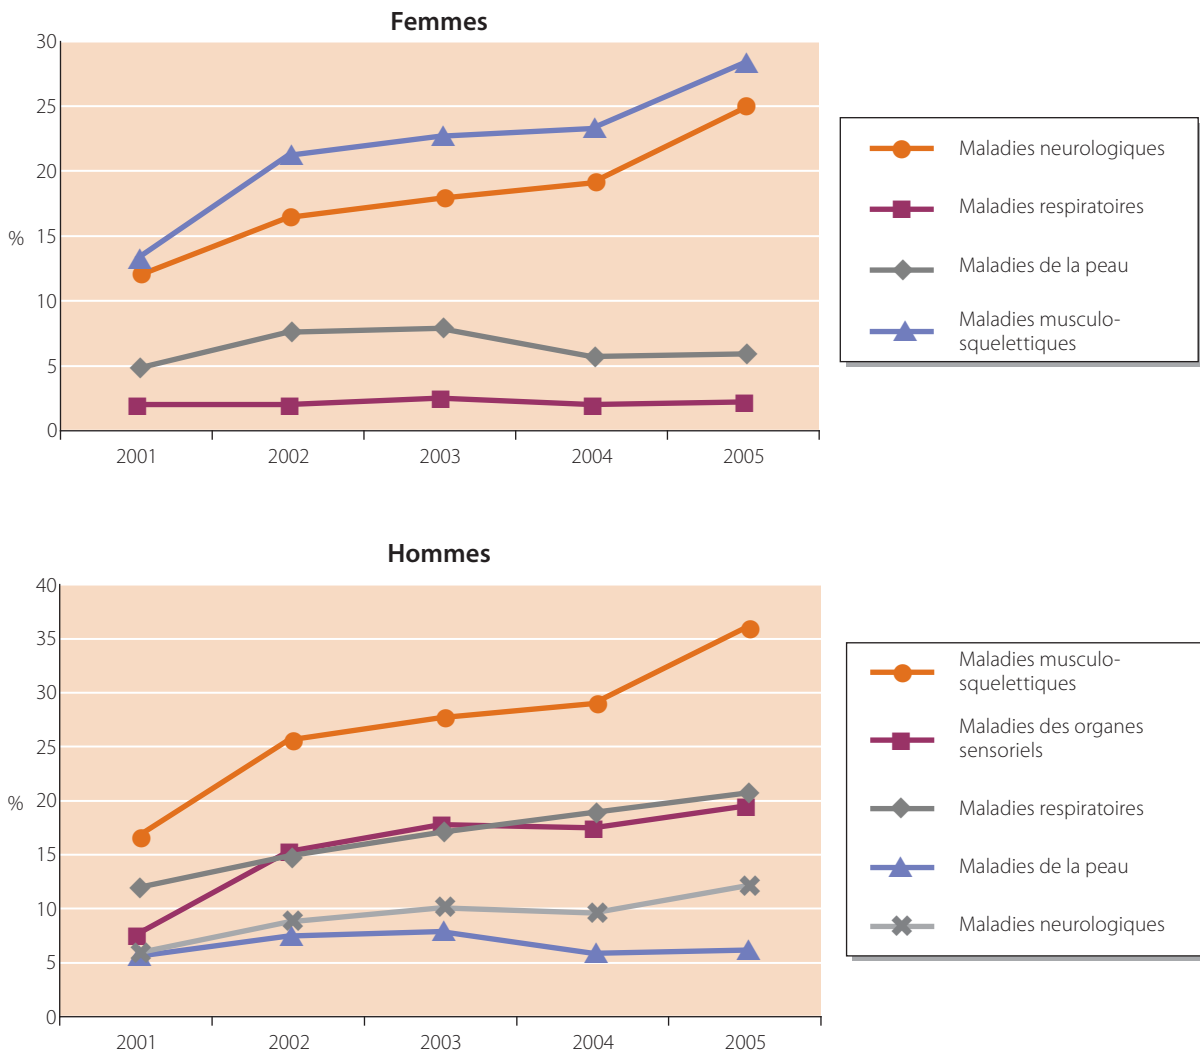 Femmes
30
25
20
% 15
10
5
0
2001 2002 2003 2004 2005
Maladies neurologiques
Maladies respiratoires
Maladies de la peau
Maladies musculo-
squelettiques
Hommes
40
35
30
25
% 20
15
10
5
0
2001 2002 2003 2004 2005
Maladies musculo-
squelettiques
Maladies des organes
sensoriels
Maladies respiratoires
Maladies de la peau
Maladies neurologiques